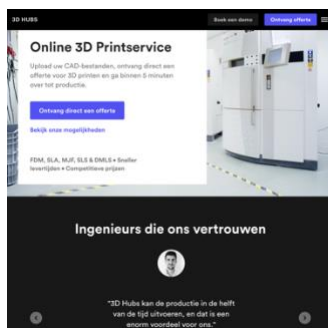 3D HUBS
Boek een demo
Ontvang offerte
Online 3D Printservice
Upload uw CAD-bestanden, ontvang direct een
offerte voor 3D printen en ga binnen 5 minuten
over tot productie.
Ontvang direct een offerte
Bekijk onze mogelijkheden
FDM, SLA, MJF, SLS & DMLS • Sneller
levertijden • Competitieve prijzen
Ingenieurs die ons vertrouwen
"3D Hubs kan de productie in de helft
van de tijd uitvoeren, en dat is een
enorm voordeel voor ons."